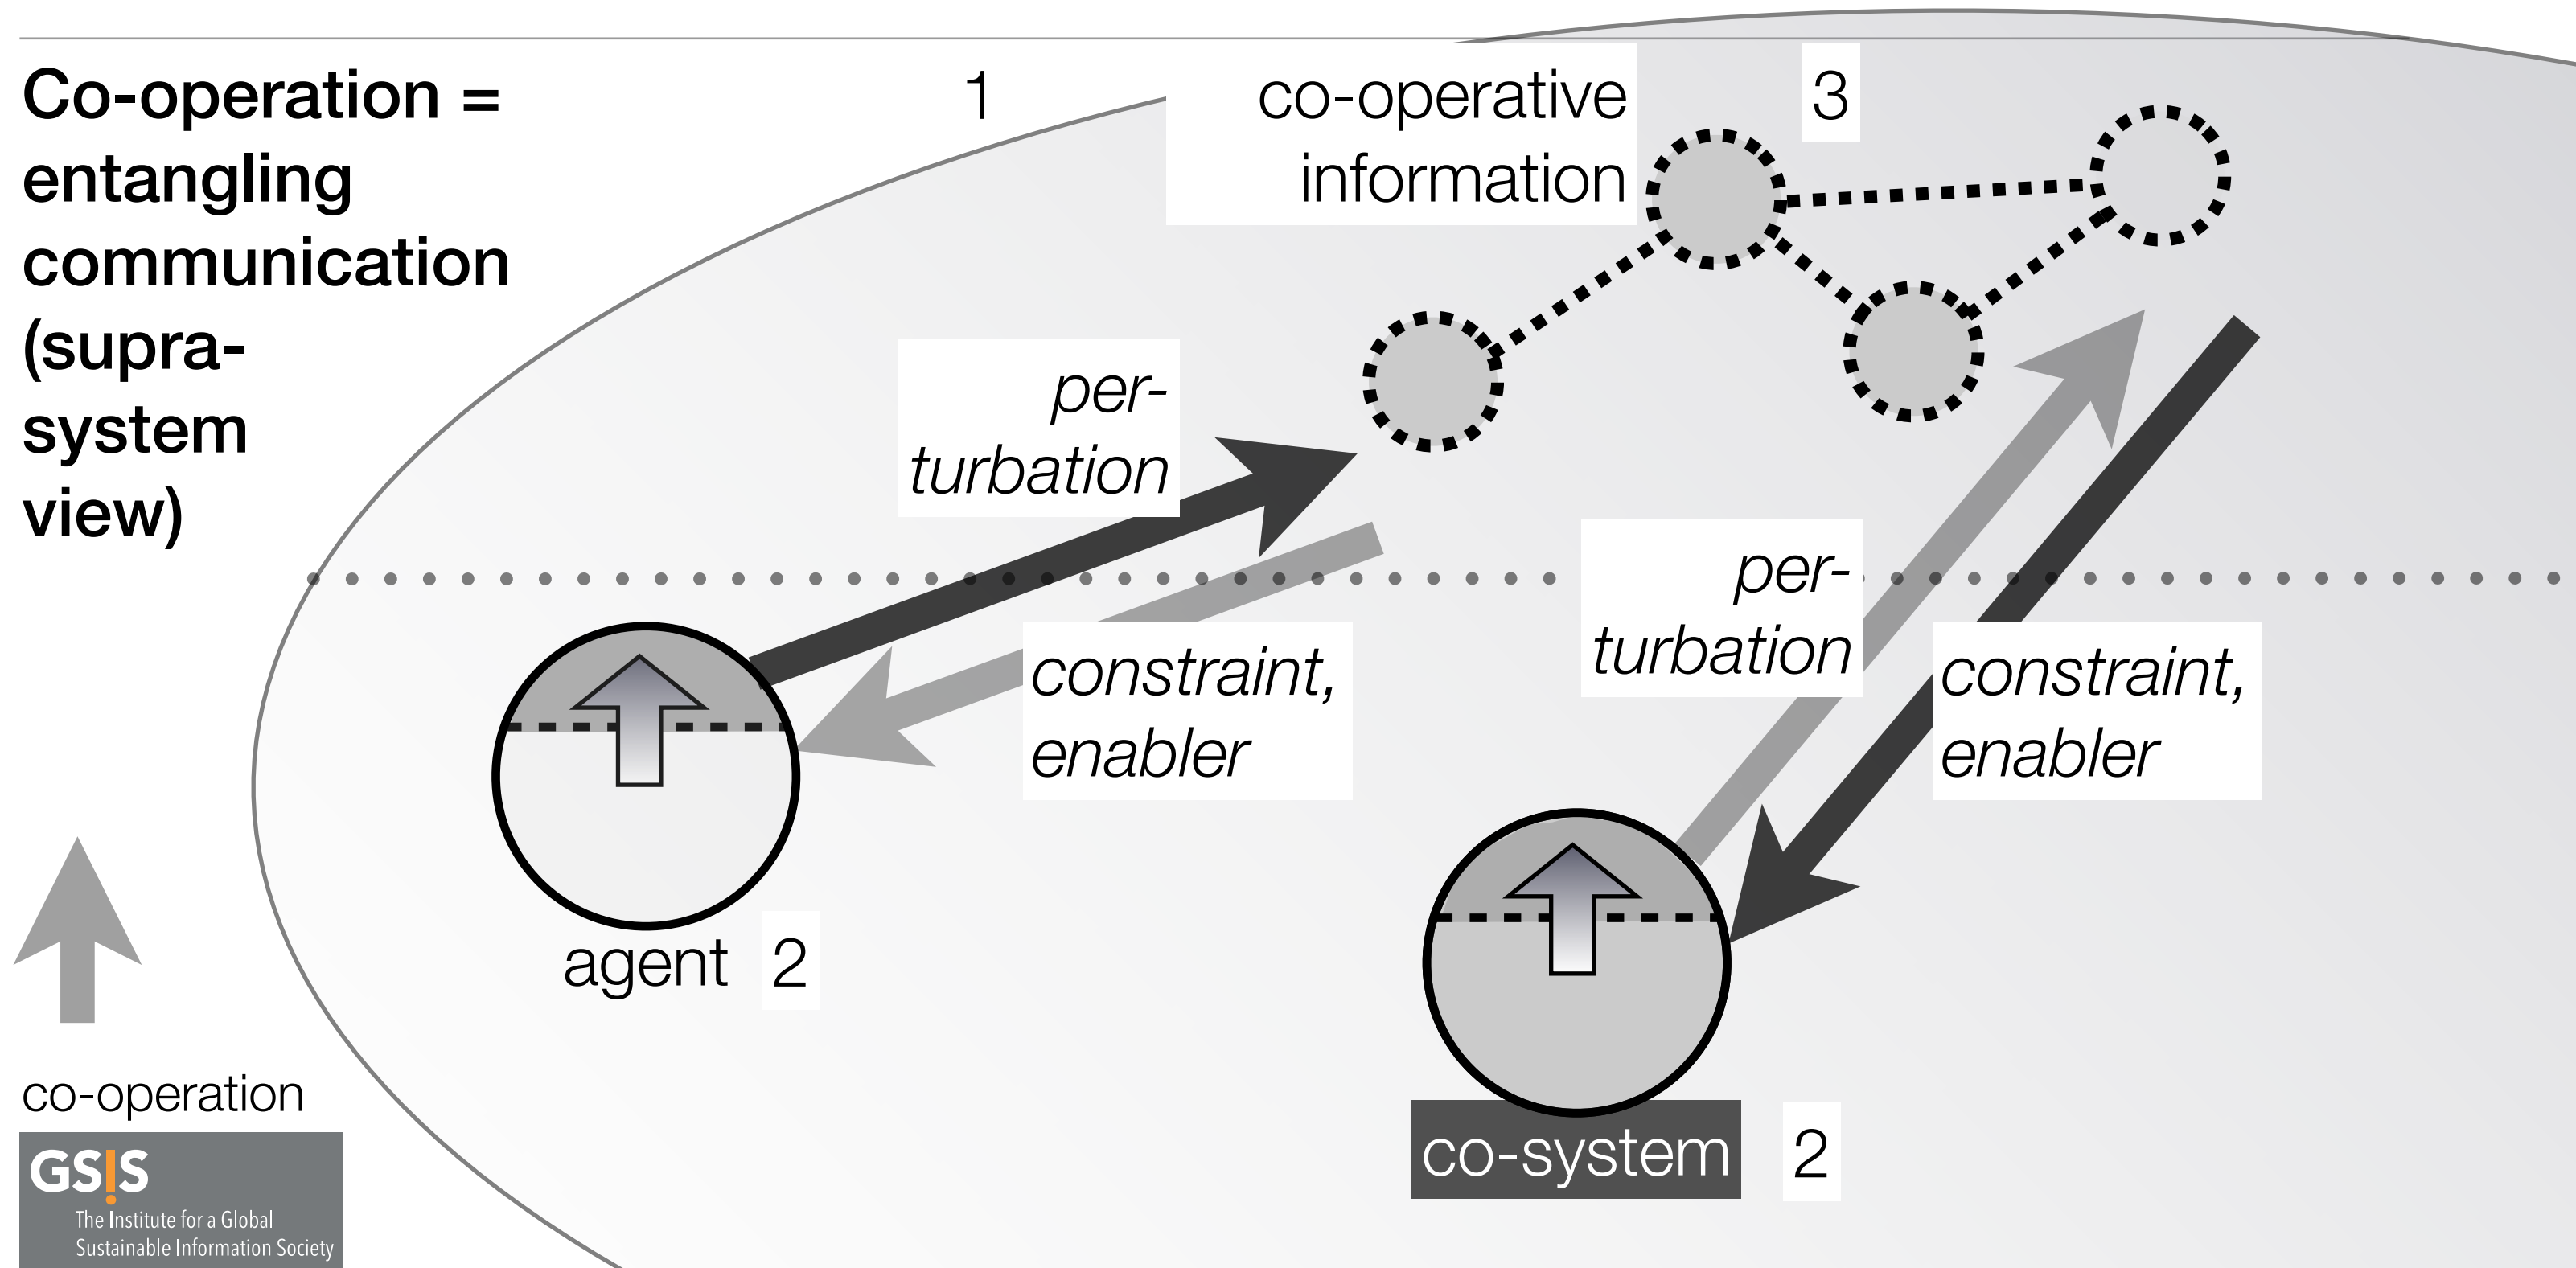 Co-operation =
entangling
communication
(supra-
system
view)
1
co-operative
information
3
per-
turbation
constraint,
enabler
per-
turbation
constraint,
enabler
agent 2
co-system 2
co-operation
GSIS
The Institute for a Global
Sustainable Information Society